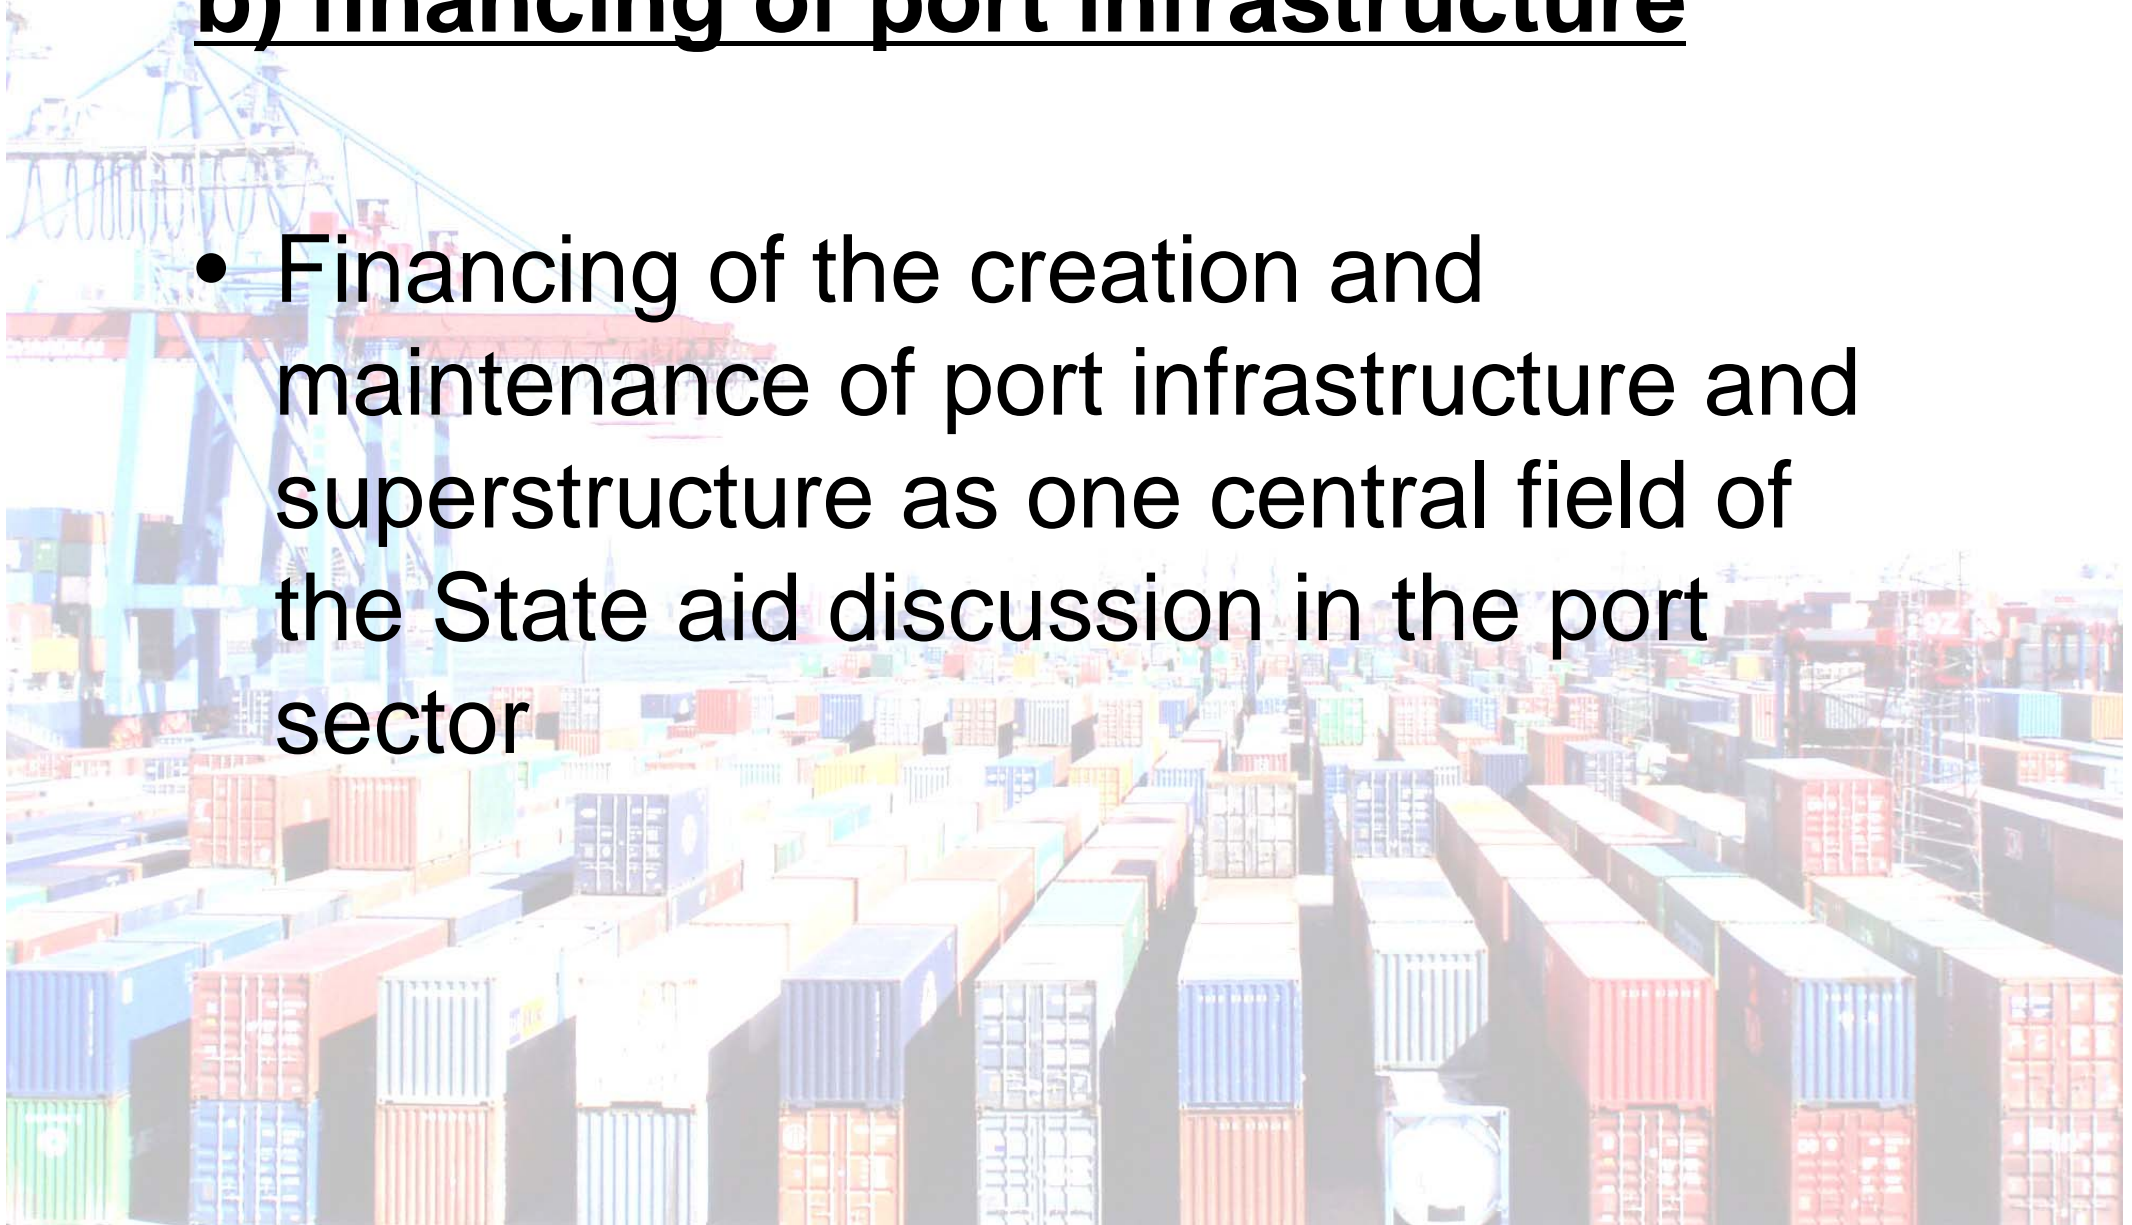 b) financing of port infrastructure
• Financing of the creation and
maintenance of port infrastructure and
superstructure as one central field of
the State aid discussion in the port
sector